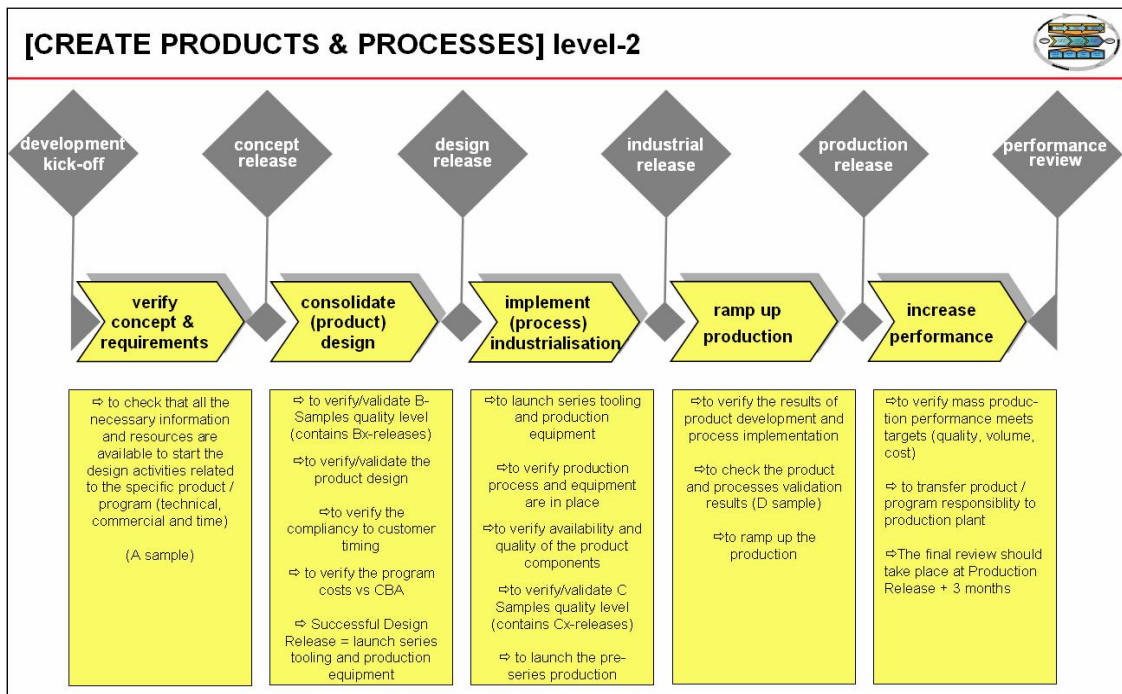 [CREATE PRODUCTS & PROCESSES] level-2
development
kick-off
concept
release
design
release
industrial
release
production
release
performance
review
verify
concept &
requirements
consolidate
(product)
design
implement
(process)
industrialisation
ramp up
production
increase
performance
⇨ to check that all the
necessary information
and resources are
available to start the
design activities related
to the specific product /
program (technical,
commercial and time)
(A sample)
⇨ to verify/validate B-
Samples quality level
(contains Bx-releases)
⇨to verify/validate the
product design
⇨to verify the
compliancy to customer
timing
⇨ to verify the program
costs vs CBA
⇨ Successful Design
Release = launch series
tooling and production
equipment
⇨to launch series tooling
and production
equipment
⇨to verify production
process and equipment
are in place
⇨to verify availability and
quality of the product
components
⇨to verify/validate C
Samples quality level
(contains Cx-releases)
⇨ to launch the pre-
series production
⇨to verify the results of
product development and
process implementation
⇨to check the product
and processes validation
results (D sample)
⇨to ramp up the
production
⇨to verify mass produc-
tion performance meets
targets (quality, volume,
cost)
⇨ to transfer product /
program responsiblity to
production plant
⇨The final review should
take place at Production
Release + 3 months